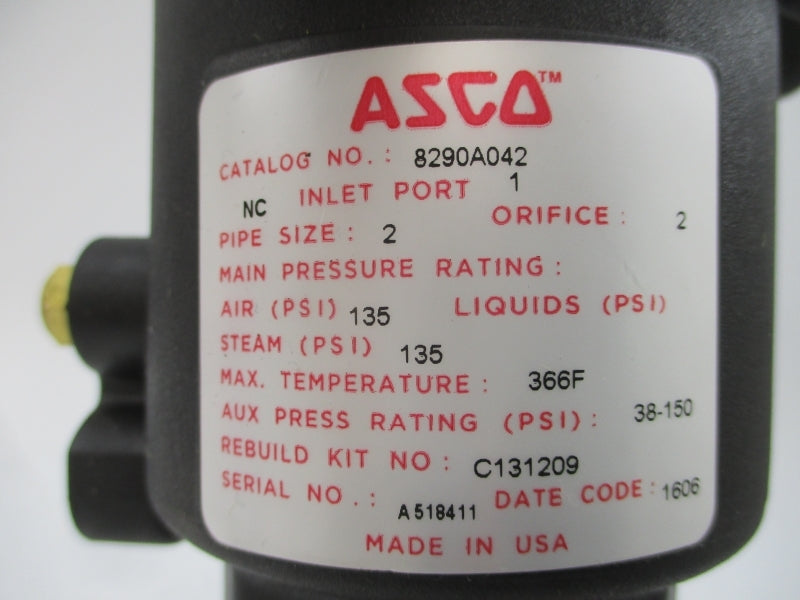 ASCO™
CATALOG NO.: 8290A042
NC INLET PORT 1
PIPE SIZE: 2 ORIFICE: 2
MAIN PRESSURE RATING:
AIR (PSI) 135 LIQUIDS (PSI)
STEAM (PSI) 135
MAX. TEMPERATURE: 366F
AUX PRESS RATING (PSI): 38-150
REBUILD KIT NO: C131209
SERIAL NO.: A518411 DATE CODE: 1606
MADE IN USA